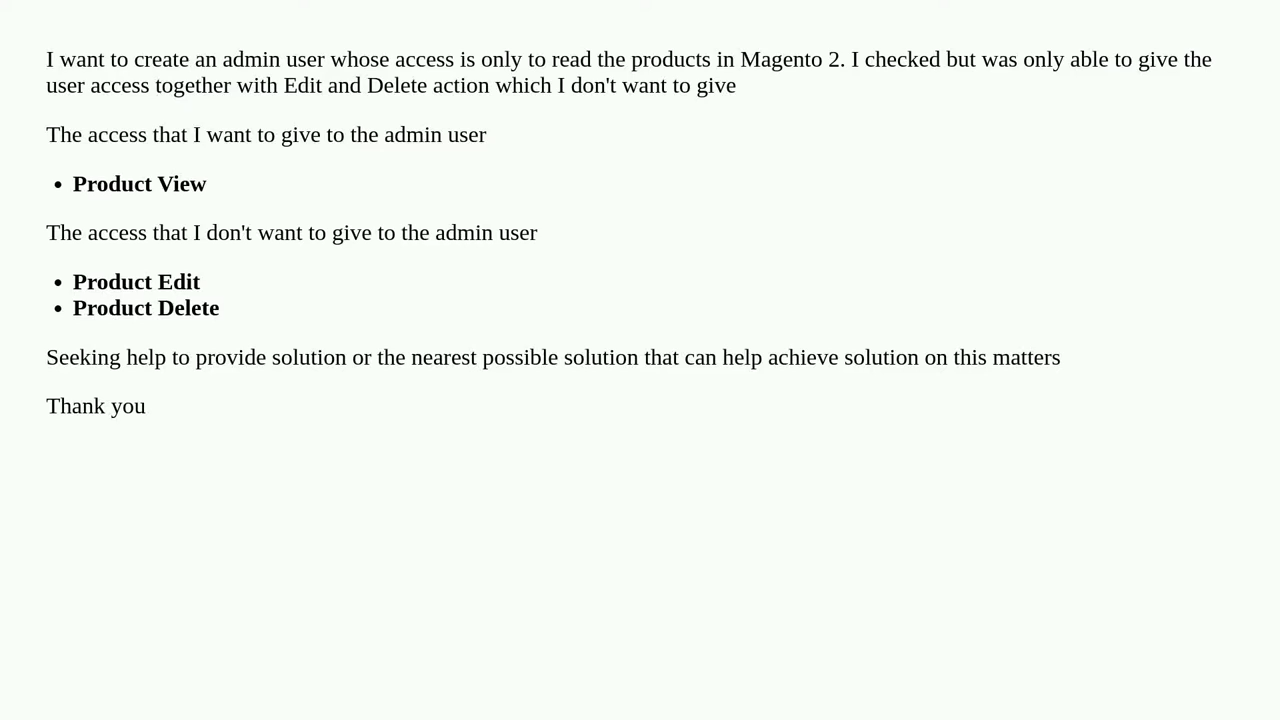 I want to create an admin user whose access is only to read the products in Magento 2. I checked but was only able to give the
user access together with Edit and Delete action which I don't want to give
The access that I want to give to the admin user
• Product View
The access that I don't want to give to the admin user
• Product Edit
• Product Delete
Seeking help to provide solution or the nearest possible solution that can help achieve solution on this matters
Thank you